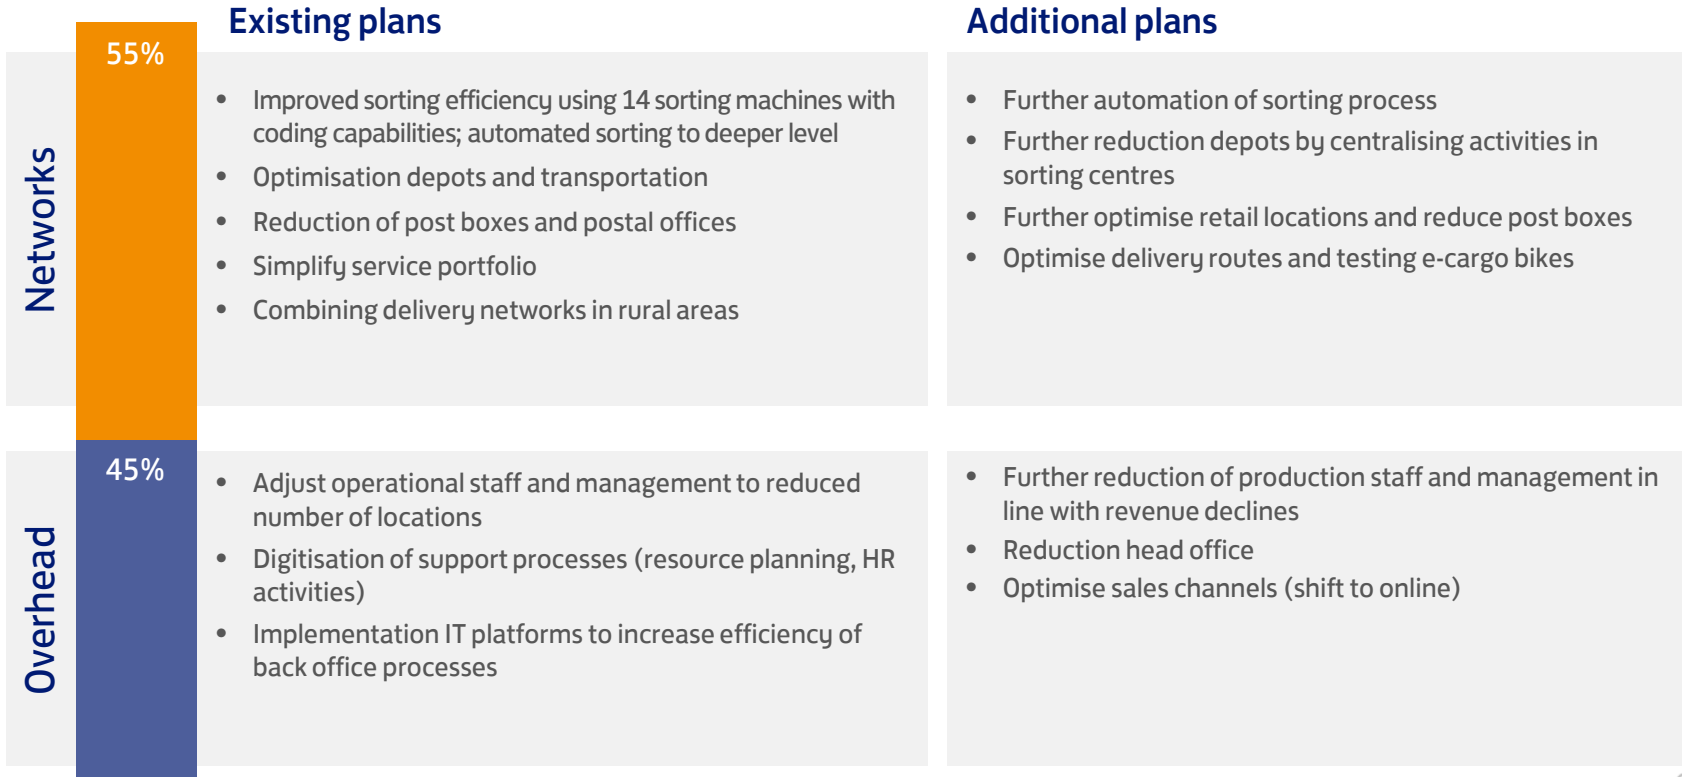 Existing plans
Additional plans
55%
Networks
• Improved sorting efficiency using 14 sorting machines with
coding capabilities; automated sorting to deeper level
• Optimisation depots and transportation
• Reduction of post boxes and postal offices
• Simplify service portfolio
• Combining delivery networks in rural areas
• Further automation of sorting process
• Further reduction depots by centralising activities in
sorting centres
• Further optimise retail locations and reduce post boxes
• Optimise delivery routes and testing e-cargo bikes
45%
Overhead
• Adjust operational staff and management to reduced
number of locations
• Digitisation of support processes (resource planning, HR
activities)
• Implementation IT platforms to increase efficiency of
back office processes
• Further reduction of production staff and management in
line with revenue declines
• Reduction head office
• Optimise sales channels (shift to online)